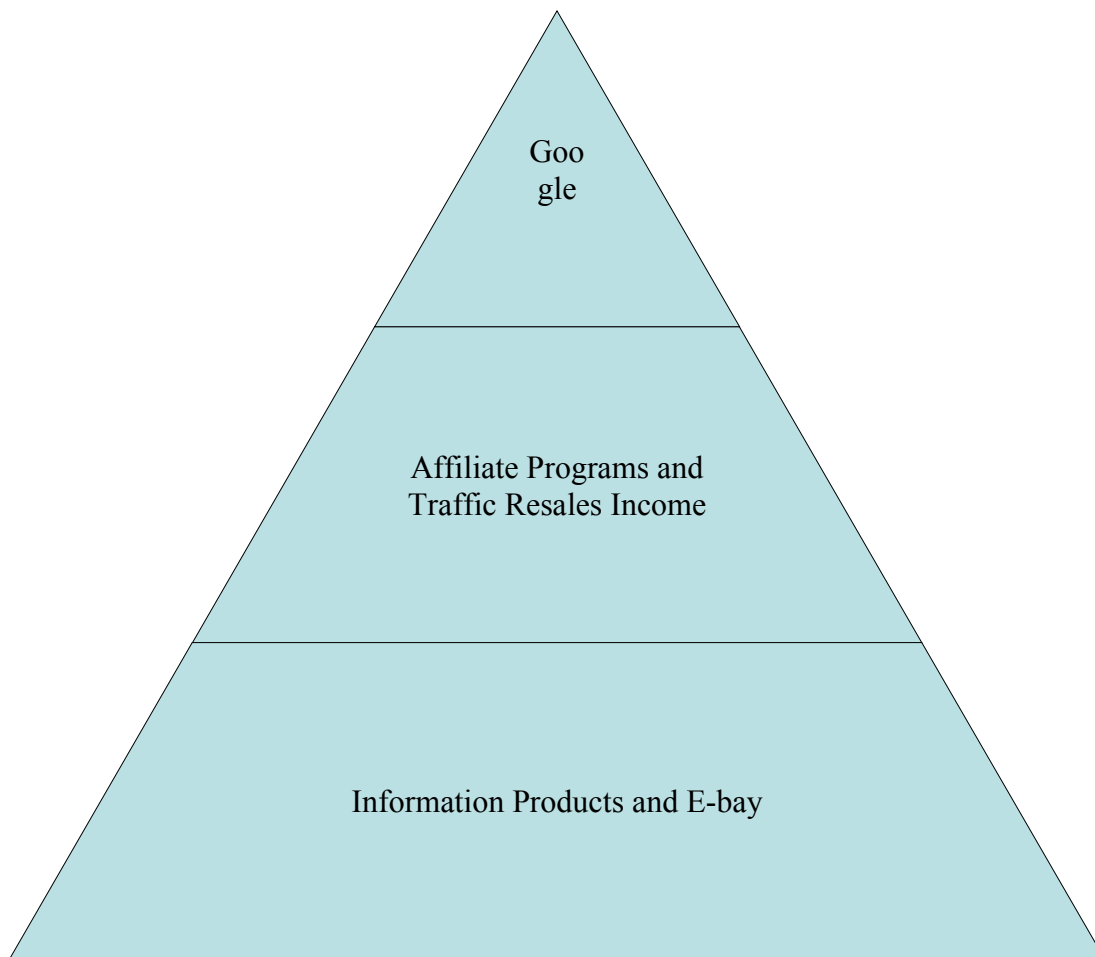 Goo
gle
Affiliate Programs and
Traffic Resales Income
Information Products and E-bay